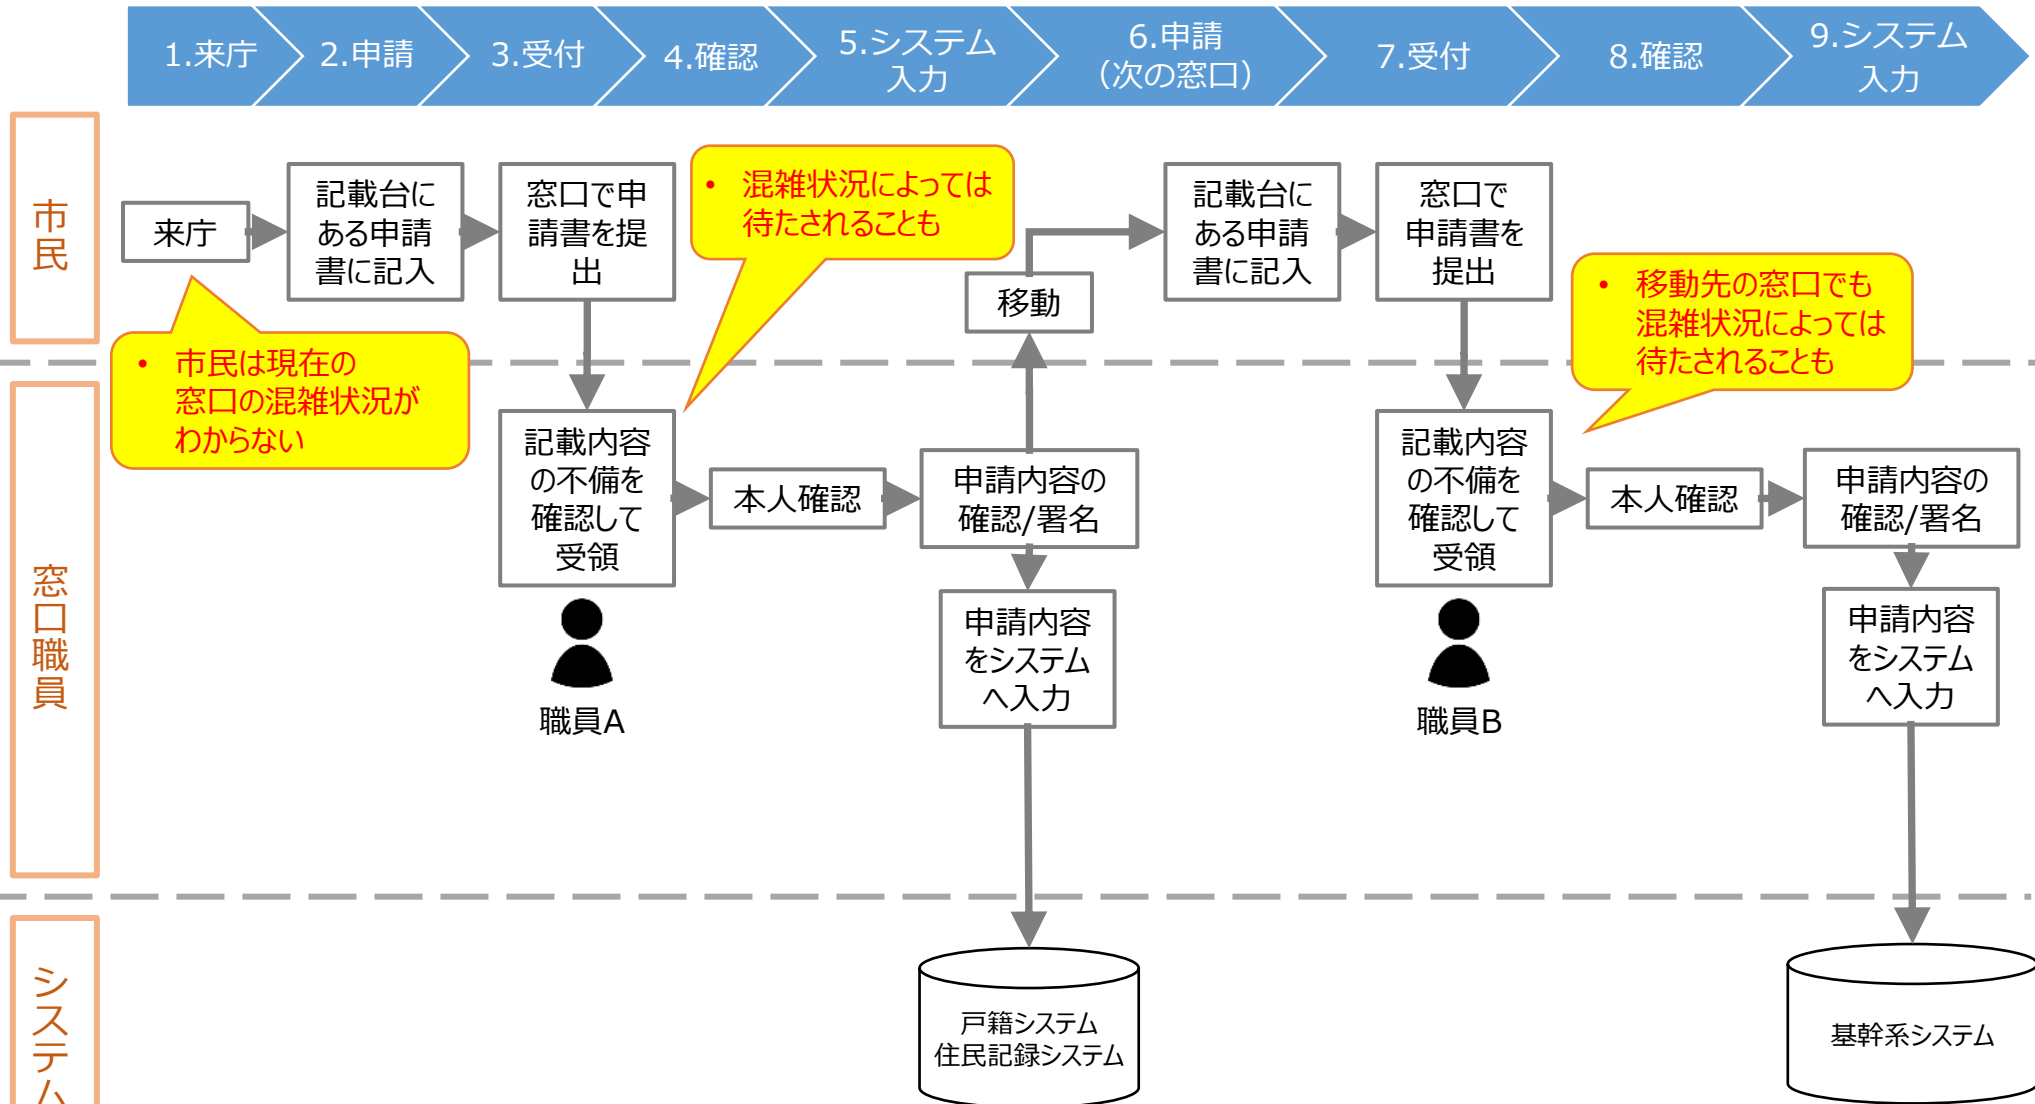 1.来庁
2.申請
3.受付
4.確認
5.システム
入力
6.申請
（次の窓口）
7.受付
8.確認
9.システム
入力
市民
来庁
記載台に
ある申請
書に記入
窓口で申
請書を提
出
• 混雑状況によっては
待たされることも
移動
記載台に
ある申請
書に記入
窓口で
申請書を
提出
• 移動先の窓口でも
混雑状況によっては
待たされることも
• 市民は現在の
窓口の混雑状況が
わからない
窓口職員
記載内容
の不備を
確認して
受領
本人確認
申請内容の
確認/署名
記載内容
の不備を
確認して
受領
本人確認
申請内容の
確認/署名
職員A
申請内容
をシステム
へ入力
職員B
申請内容
をシステム
へ入力
システム
戸籍システム
住民記録システム
基幹系システム